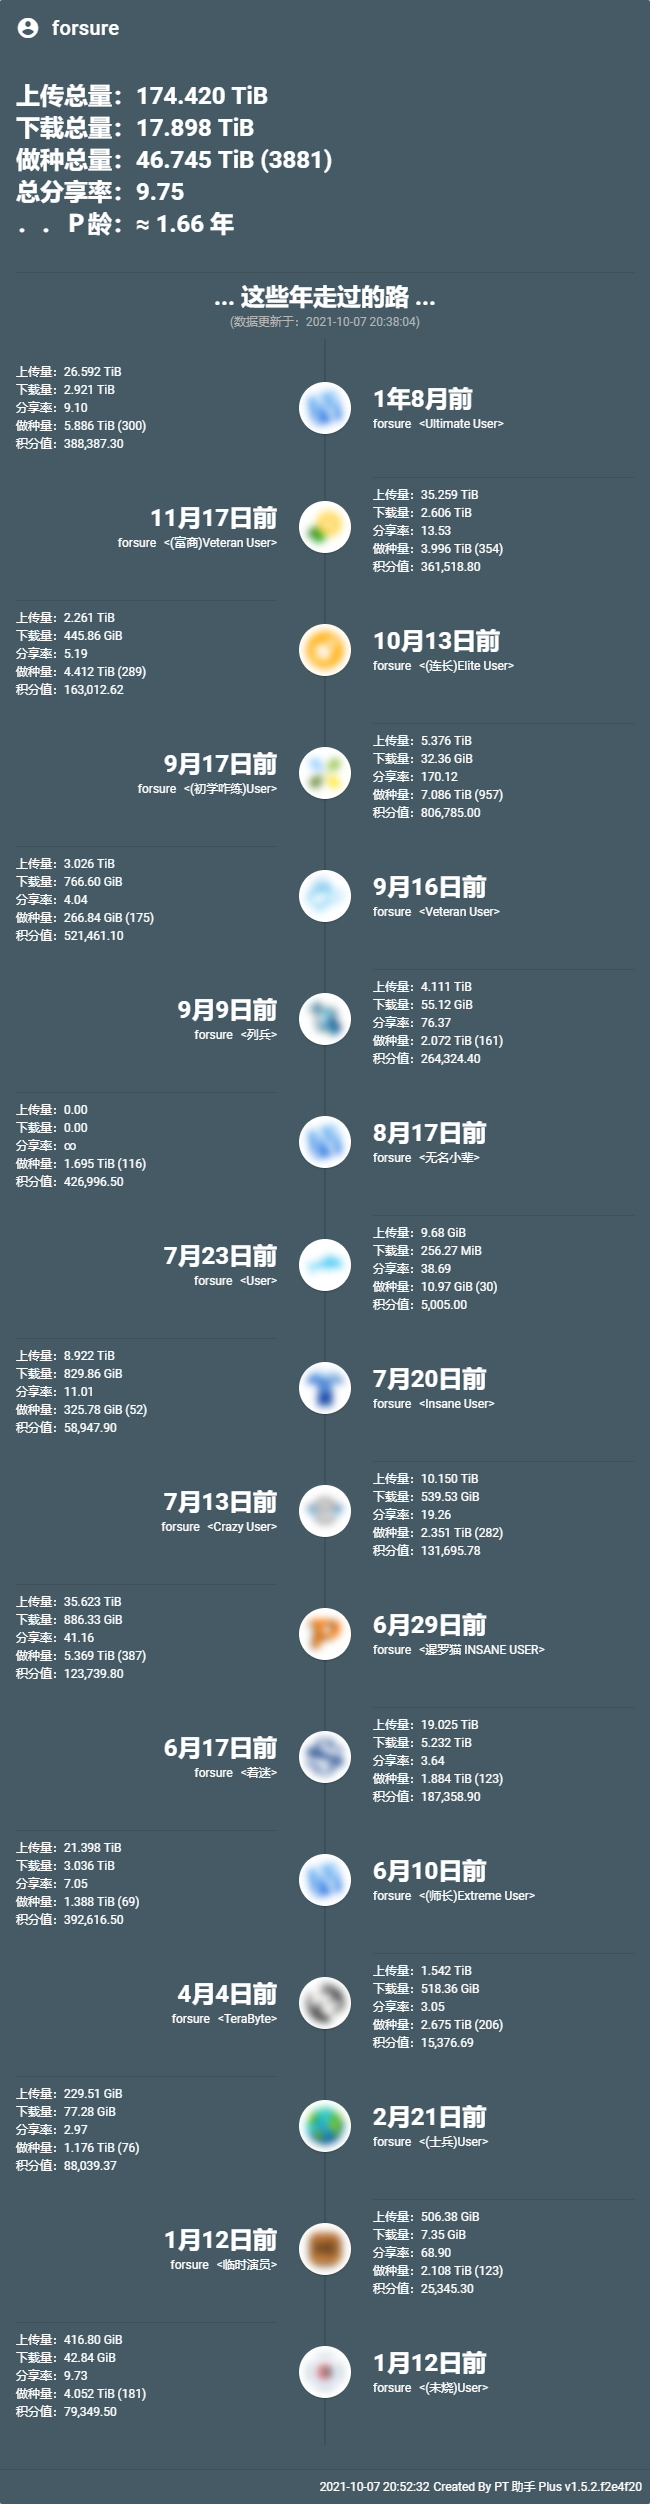 forsure
上传总量：174.420 TiB
下载总量：17.898 TiB
做种总量：46.745 TiB (3881)
总分享率：9.75
．．Ｐ龄：≈ 1.66 年
... 这些年走过的路 ...
(数据更新于：2021-10-07 20:38:04)
上传量：26.592 TiB
下载量：2.921 TiB
分享率：9.10
做种量：5.886 TiB (300)
积分值：388,387.30
1年8月前
forsure <Ultimate User>
11月17日前
forsure <(富商)Veteran User>
上传量：35.259 TiB
下载量：2.606 TiB
分享率：13.53
做种量：3.996 TiB (354)
积分值：361,518.80
上传量：2.261 TiB
下载量：445.86 GiB
分享率：5.19
做种量：4.412 TiB (289)
积分值：163,012.62
10月13日前
forsure <(连长)Elite User>
9月17日前
forsure <(初学咋练)User>
上传量：5.376 TiB
下载量：32.36 GiB
分享率：170.12
做种量：7.086 TiB (957)
积分值：806,785.00
上传量：3.026 TiB
下载量：766.60 GiB
分享率：4.04
做种量：266.84 GiB (175)
积分值：521,461.10
9月16日前
forsure <Veteran User>
9月9日前
forsure <列兵>
上传量：4.111 TiB
下载量：55.12 GiB
分享率：76.37
做种量：2.072 TiB (161)
积分值：264,324.40
上传量：0.00
下载量：0.00
分享率：∞
做种量：1.695 TiB (116)
积分值：426,996.50
8月17日前
forsure <无名小辈>
7月23日前
forsure <User>
上传量：9.68 GiB
下载量：256.27 MiB
分享率：38.69
做种量：10.97 GiB (30)
积分值：5,005.00
上传量：8.922 TiB
下载量：829.86 GiB
分享率：11.01
做种量：325.78 GiB (52)
积分值：58,947.90
7月20日前
forsure <Insane User>
7月13日前
forsure <Crazy User>
上传量：10.150 TiB
下载量：539.53 GiB
分享率：19.26
做种量：2.351 TiB (282)
积分值：131,695.78
上传量：35.623 TiB
下载量：886.33 GiB
分享率：41.16
做种量：5.369 TiB (387)
积分值：123,739.80
6月29日前
forsure <暹罗猫 INSANE USER>
6月17日前
forsure <着迷>
上传量：19.025 TiB
下载量：5.232 TiB
分享率：3.64
做种量：1.884 TiB (123)
积分值：187,358.90
上传量：21.398 TiB
下载量：3.036 TiB
分享率：7.05
做种量：1.388 TiB (69)
积分值：392,616.50
6月10日前
forsure <(师长)Extreme User>
4月4日前
forsure <TeraByte>
上传量：1.542 TiB
下载量：518.36 GiB
分享率：3.05
做种量：2.675 TiB (206)
积分值：15,376.69
上传量：229.51 GiB
下载量：77.28 GiB
分享率：2.97
做种量：1.176 TiB (76)
积分值：88,039.37
2月21日前
forsure <(士兵)User>
1月12日前
forsure <临时演员>
上传量：506.38 GiB
下载量：7.35 GiB
分享率：68.90
做种量：2.108 TiB (123)
积分值：25,345.30
上传量：416.80 GiB
下载量：42.84 GiB
分享率：9.73
做种量：4.052 TiB (181)
积分值：79,349.50
1月12日前
forsure <(未烧)User>
2021-10-07 20:52:32 Created By PT 助手 Plus v1.5.2.f2e4f20